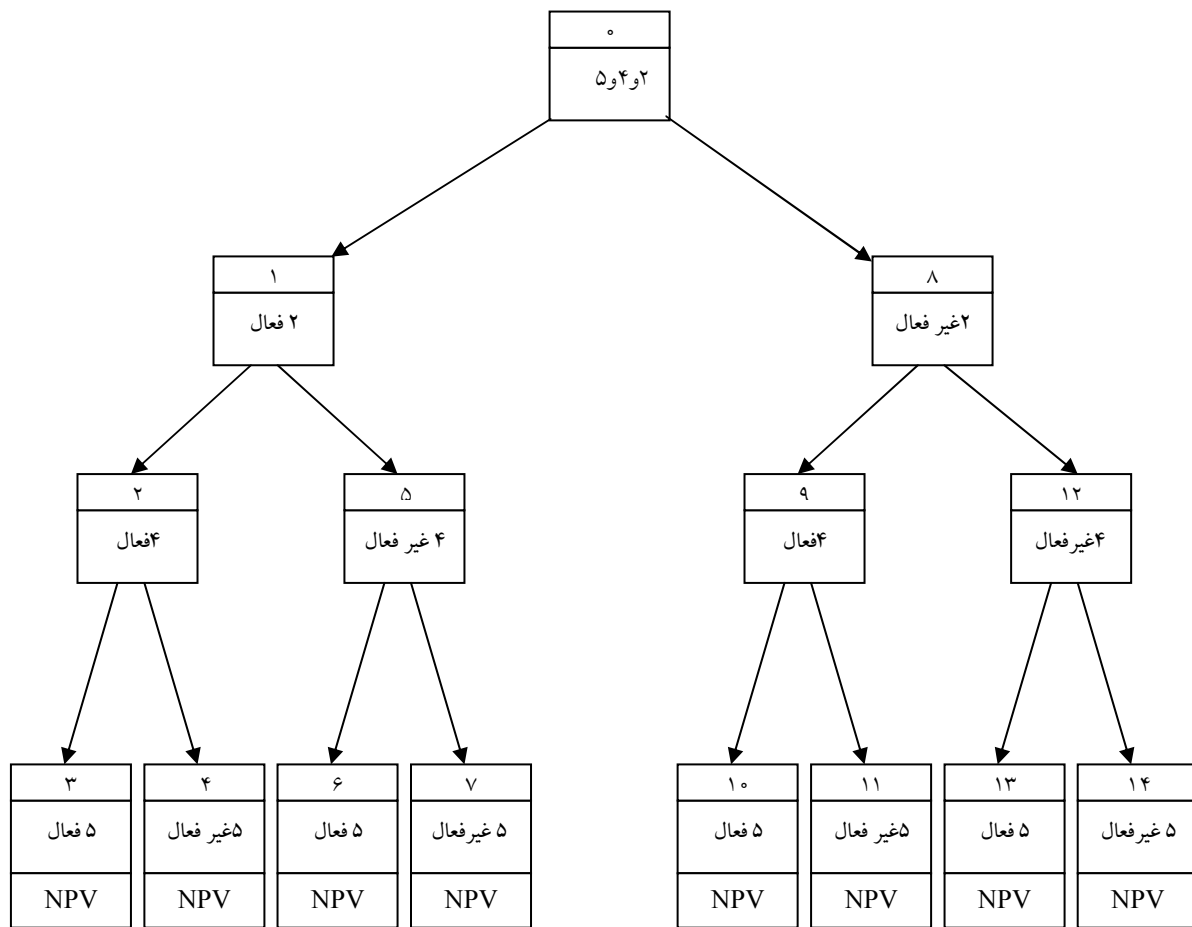 ۰
۲و۴و۵
۱
۲ فعال
۸
۲غیر فعال
۲
۴فعال
۵
۴ غیر فعال
۹
۴فعال
۱۲
۴غیرفعال
۳
۵ فعال
NPV
۴
۵غیر فعال
NPV
۶
۵ فعال
NPV
۷
۵ غیرفعال
NPV
۱۰
۵ فعال
NPV
۱۱
۵غیر فعال
NPV
۱۳
۵ فعال
NPV
۱۴
۵ غیرفعال
NPV